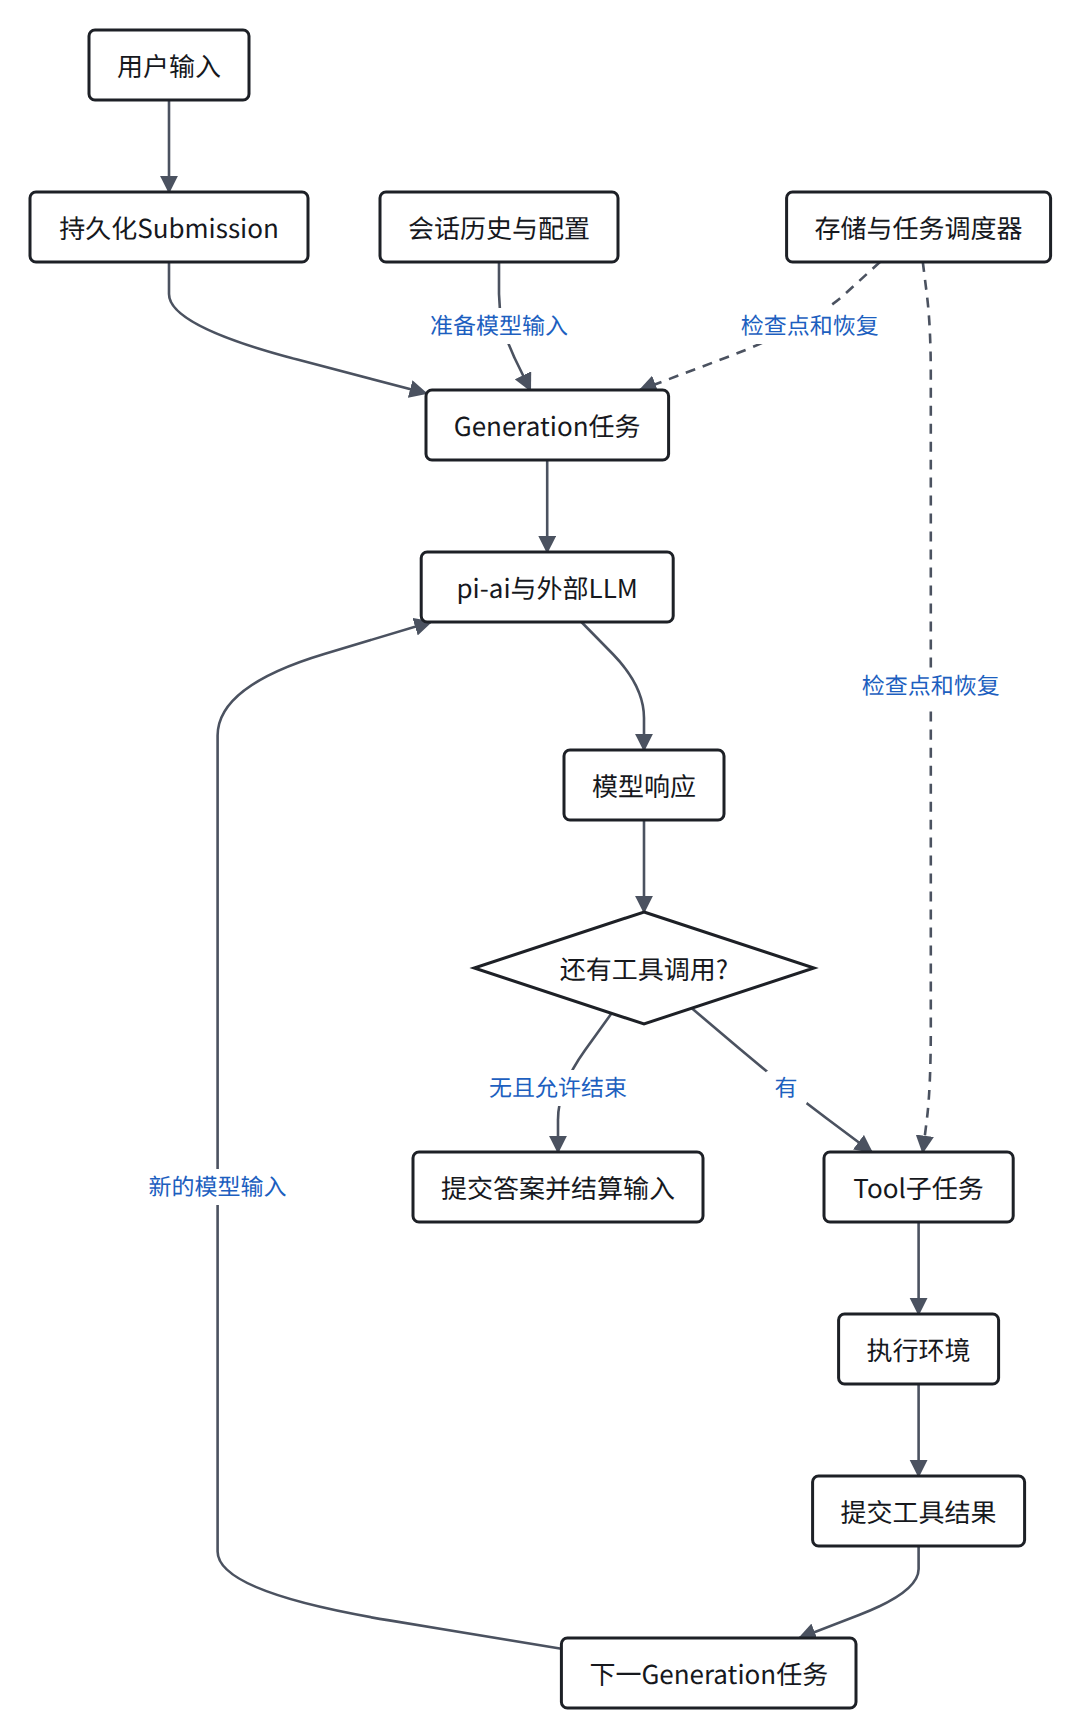 用户输入
持久化Submission
会话历史与配置
存储与任务调度器
准备模型输入
检查点和恢复
Generation任务
pi-ai与外部LLM
检查点和恢复
模型响应
还有工具调用?
无且允许结束
有
新的模型输入
提交答案并结算输入
Tool子任务
执行环境
提交工具结果
下一Generation任务